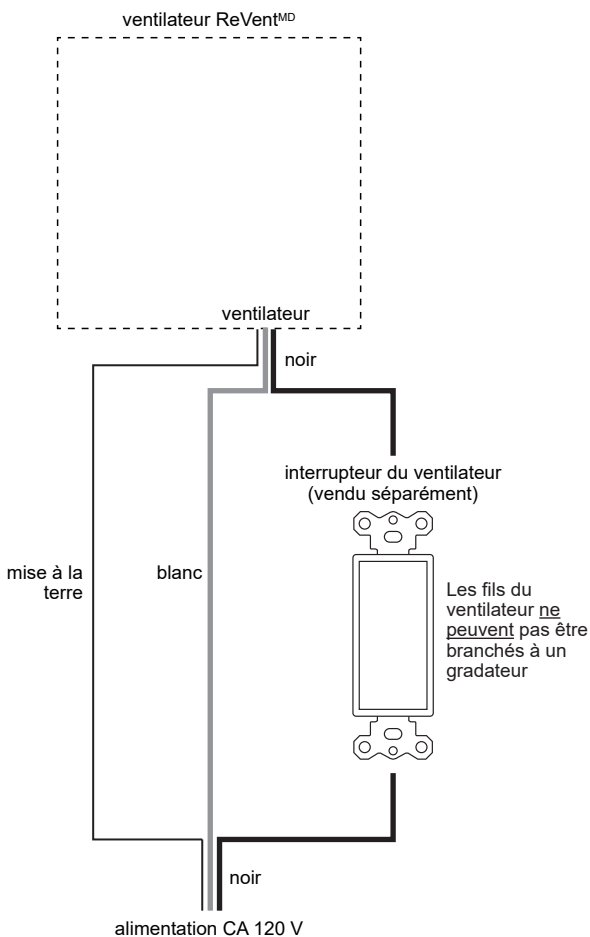 ventilateur ReVentᴹᴰ
ventilateur
noir
interrupteur du ventilateur
(vendu séparément)
mise à la
terre
blanc
Les fils du
ventilateur ne
peuvent pas être
branchés à un
gradateur
noir
alimentation CA 120 V